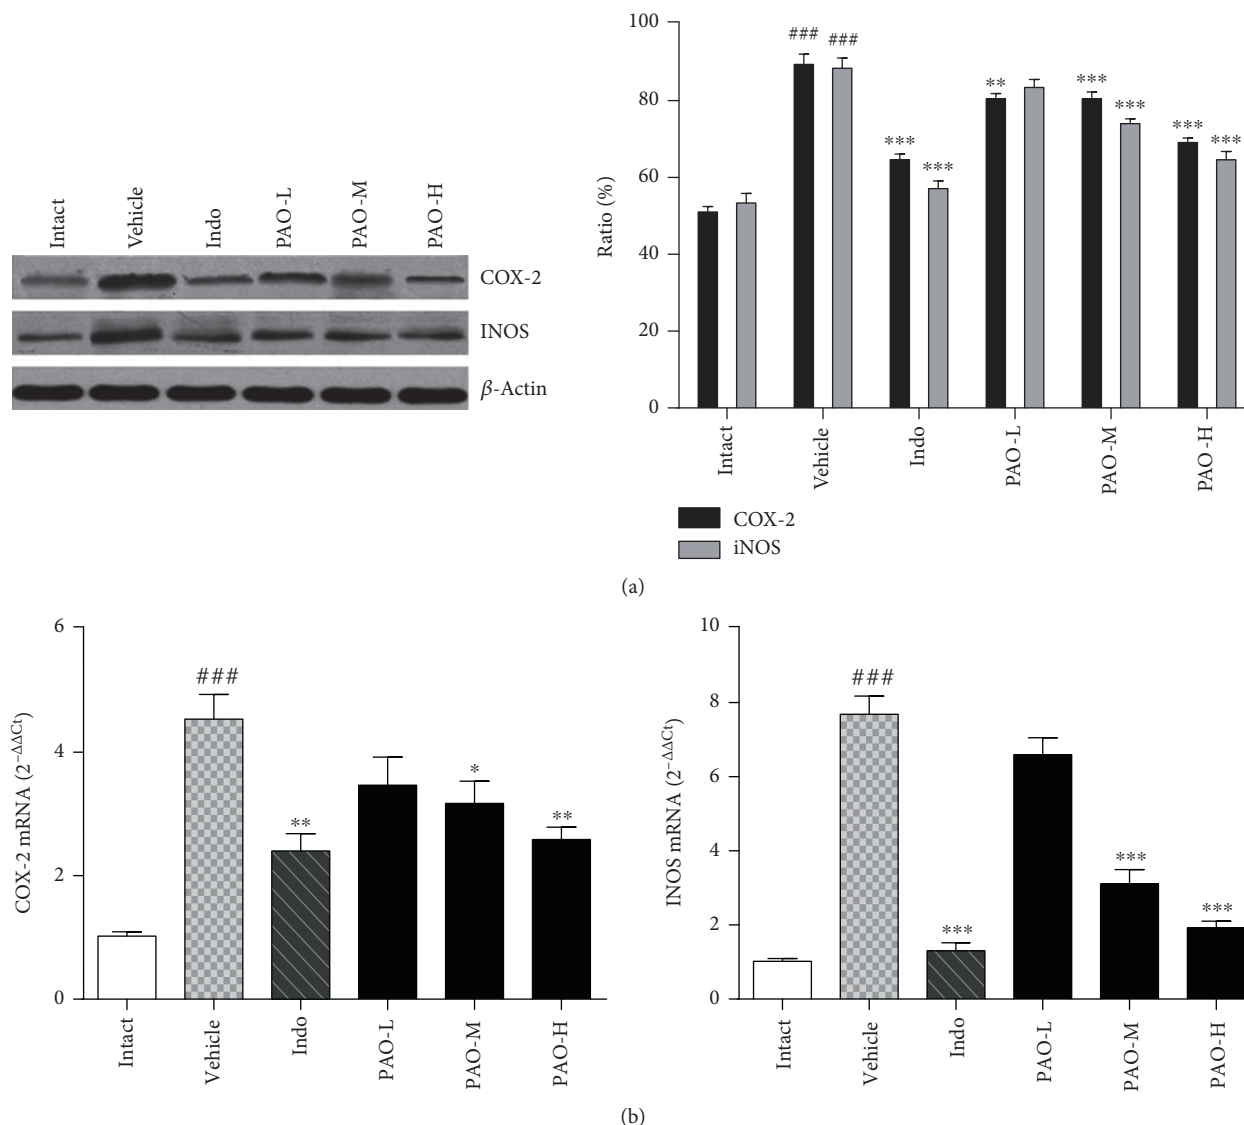 Intact
Vehicle
Indo
PAO-L
PAO-M
PAO-H
COX-2
INOS
β-Actin
Ratio (%)
100
80
60
40
20
0
###
###
***
***
**
***
***
***
***
Intact
Vehicle
Indo
PAO-L
PAO-M
PAO-H
COX-2
iNOS
(a)
COX-2 mRNA (2−ΔΔCt)
6
4
2
0
###
**
*
**
Intact
Vehicle
Indo
PAO-L
PAO-M
PAO-H
INOS mRNA (2−ΔΔCt)
10
8
6
4
2
0
###
***
***
***
Intact
Vehicle
Indo
PAO-L
PAO-M
PAO-H
(b)